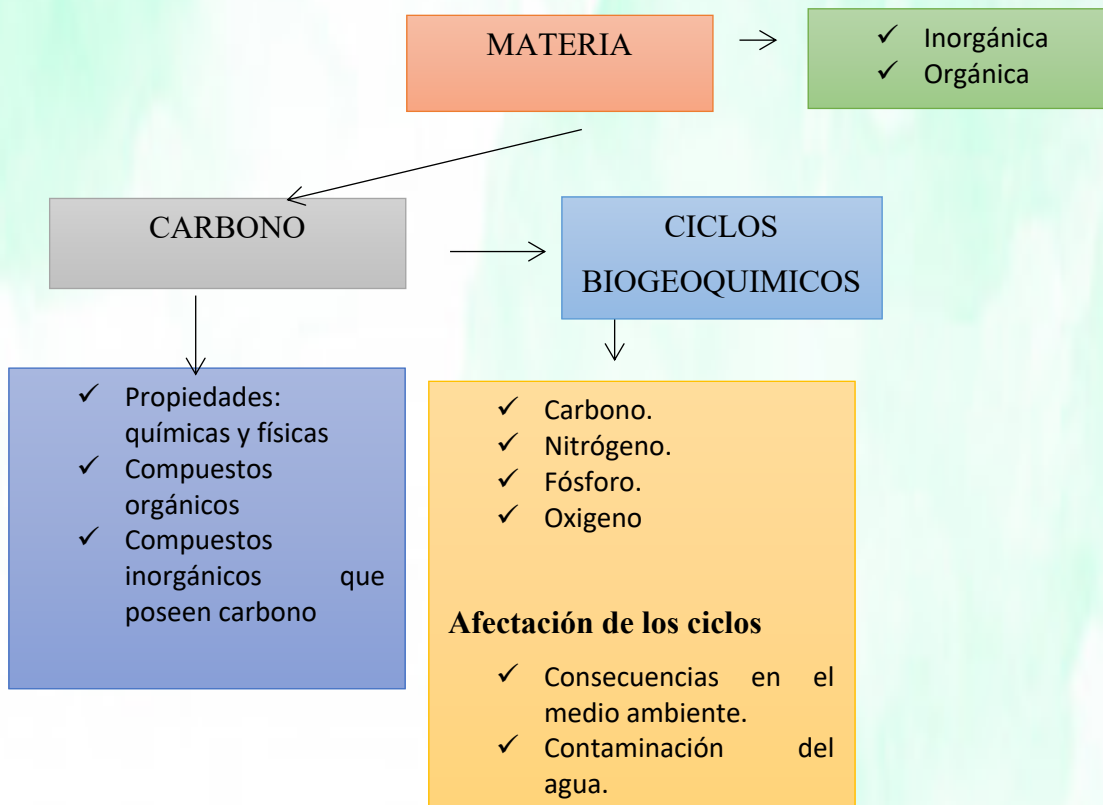 MATERIA
✓ Inorgánica
✓ Orgánica
CARBONO
CICLOS
BIOGEOQUIMICOS
✓ Propiedades:
químicas y físicas
✓ Compuestos
orgánicos
✓ Compuestos
inorgánicos que
poseen carbono
✓ Carbono.
✓ Nitrógeno.
✓ Fósforo.
✓ Oxigeno
Afectación de los ciclos
✓ Consecuencias en el
medio ambiente.
✓ Contaminación del
agua.